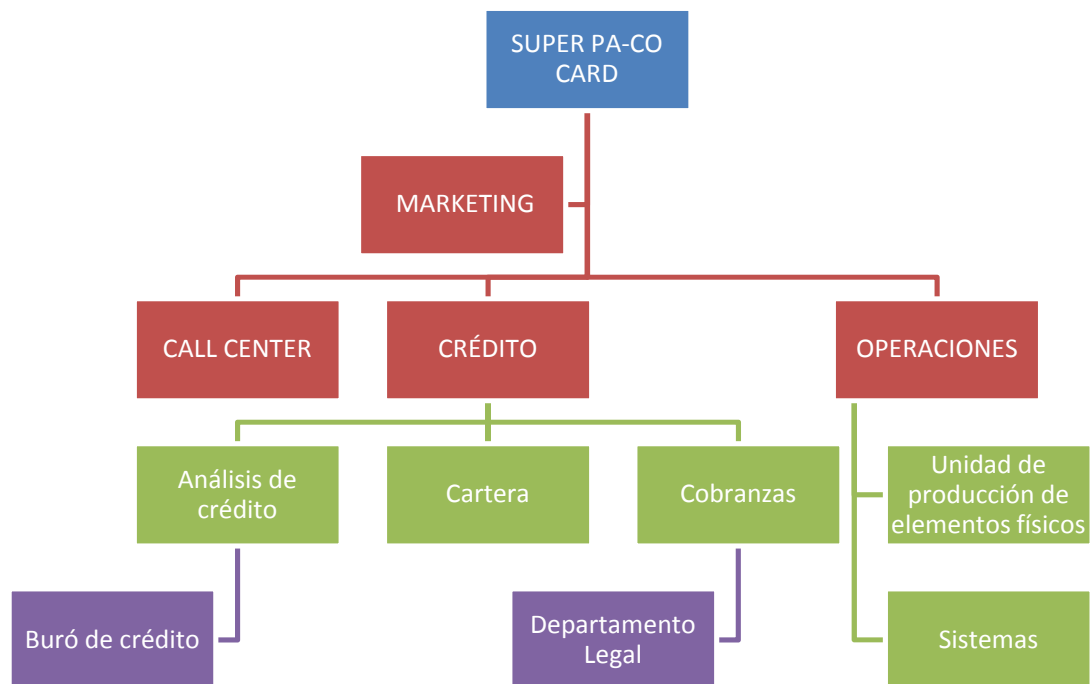 SUPER PA-CO
CARD
MARKETING
CALL CENTER
CRÉDITO
OPERACIONES
Análisis de
crédito
Cartera
Cobranzas
Unidad de
producción de
elementos físicos
Buró de crédito
Departamento
Legal
Sistemas